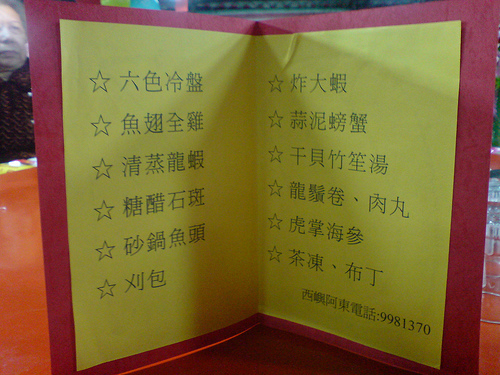 ☆ 六色冷盤
☆ 魚翅全雞
☆ 清蒸龍蝦
☆ 糖醋石斑
☆ 砂鍋魚頭
☆ 刈包
☆ 炸大蝦
☆ 蒜泥螃蟹
☆ 干貝竹笙湯
☆ 龍鬚卷、肉丸
☆ 虎掌海參
☆ 茶凍、布丁
西螺阿東電話:9981370